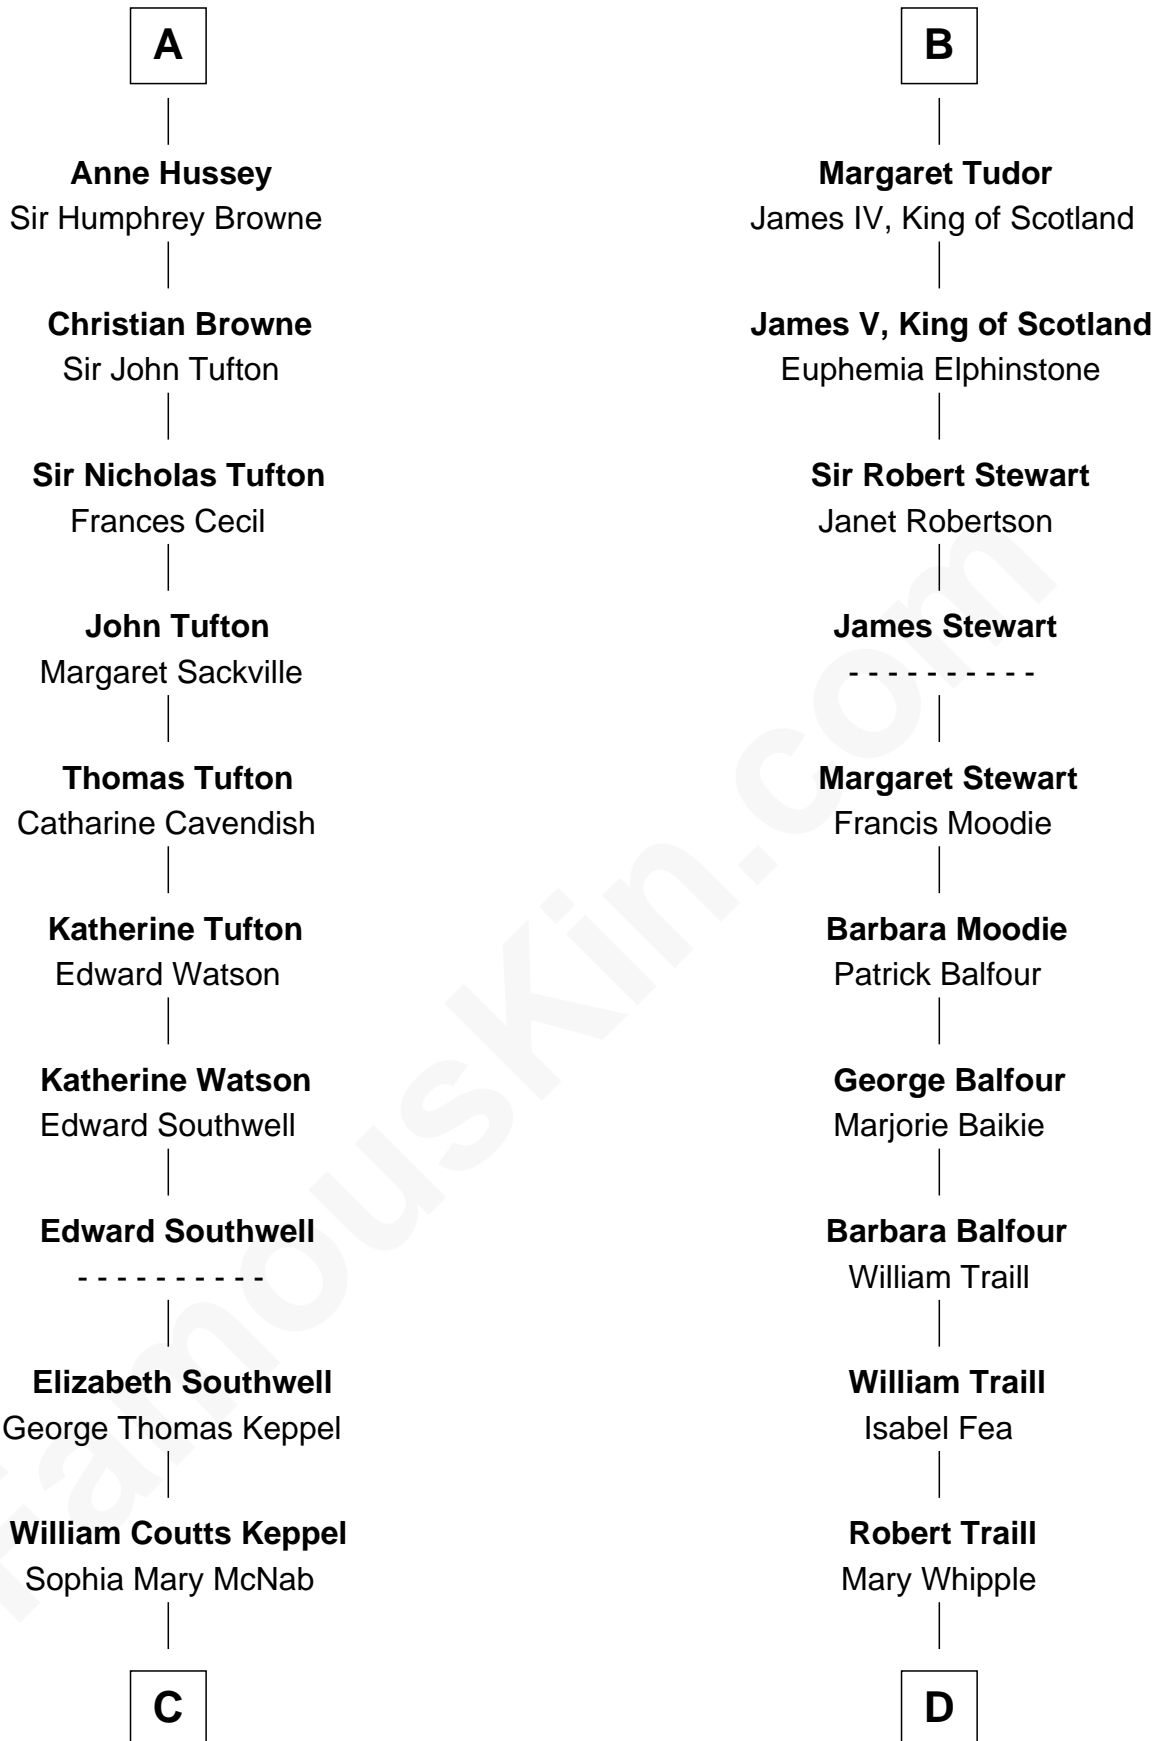 A
Anne Hussey
Sir Humphrey Browne
Christian Browne
Sir John Tufton
Sir Nicholas Tufton
Frances Cecil
John Tufton
Margaret Sackville
Thomas Tufton
Catharine Cavendish
Katherine Tufton
Edward Watson
Katherine Watson
Edward Southwell
Edward Southwell
- - - - - - - - - -
Elizabeth Southwell
George Thomas Keppel
William Coutts Keppel
Sophia Mary McNab
C
B
Margaret Tudor
James IV, King of Scotland
James V, King of Scotland
Euphemia Elphinstone
Sir Robert Stewart
Janet Robertson
James Stewart
- - - - - - - - - -
Margaret Stewart
Francis Moodie
Barbara Moodie
Patrick Balfour
George Balfour
Marjorie Baikie
Barbara Balfour
William Traill
William Traill
Isabel Fea
Robert Traill
Mary Whipple
D
FamousKin.com